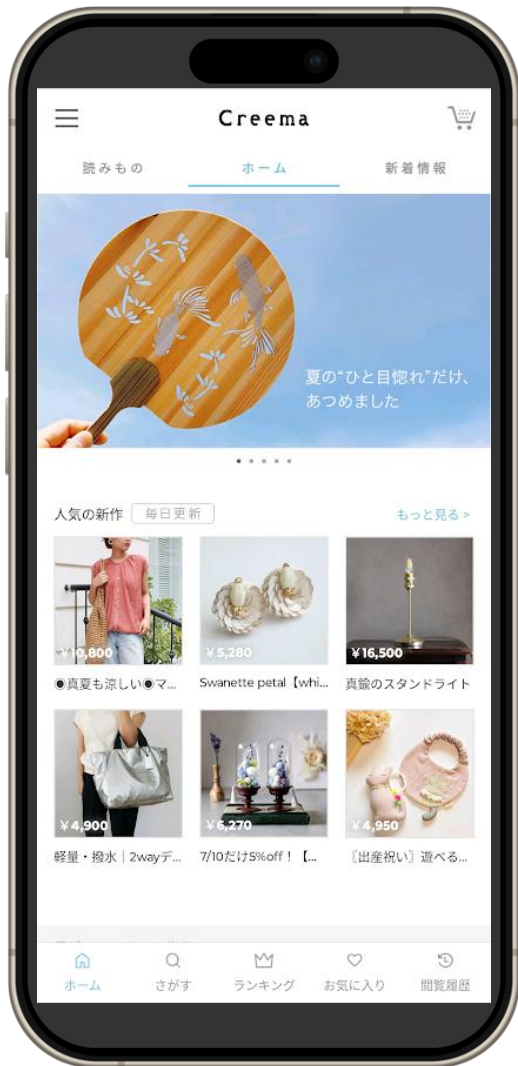 Creema
読みもの
ホーム
新着情報
夏の“ひと目惚れ”だけ、
あつめました
人気の新作
毎日更新
もっと見る >
¥10,800
¥5,280
¥16,500
◉真夏も涼しい◉マ...
Swanette petal【whi...
真鍮のスタンドライト
¥4,900
¥6,270
¥4,950
軽量・撥水｜2wayデ...
7/10だけ5%off！【...
〖出産祝い〗遊べる...
ホーム
さがす
ランキング
お気に入り
閲覧履歴